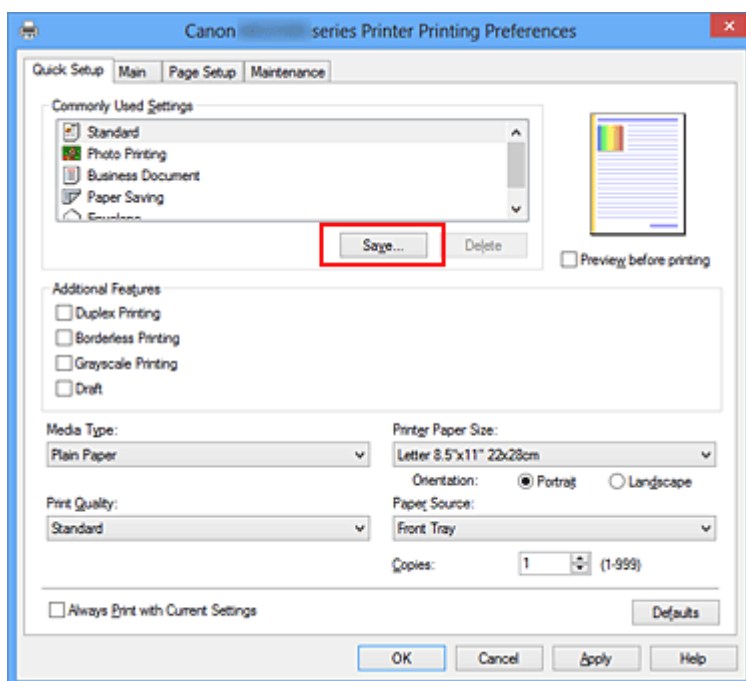 Canon series Printer Printing Preferences
Quick Setup Main Page Setup Maintenance
Commonly Used Settings
Standard
Photo Printing
Business Document
Paper Saving
Envelope
Save... Delete
Preview before printing
Additional Features
Duplex Printing
Borderless Printing
Grayscale Printing
Draft
Media Type:
Plain Paper
Printer Paper Size:
Letter 8.5"x11" 22x28cm
Orientation: Portrait Landscape
Print Quality:
Standard
Paper Source:
Front Tray
Copies: 1 (1-999)
Always Print with Current Settings
Defaults
OK Cancel Apply Help